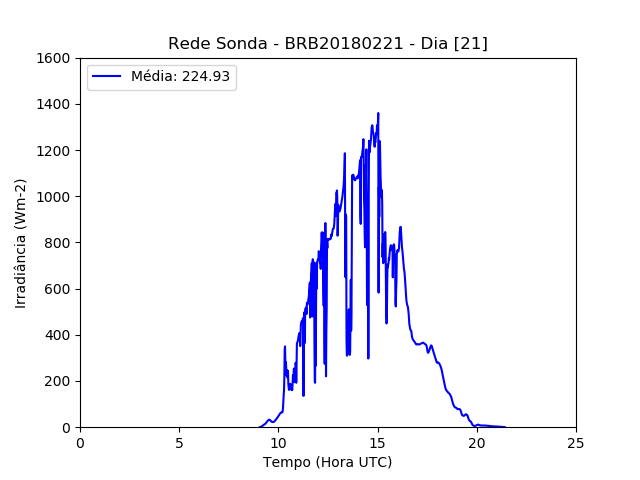 Rede Sonda - BRB20180221 - Dia [21]
Média: 224.93
Irradiância (Wm-2)
1600
1400
1200
1000
800
600
400
200
0
0 5 10 15 20 25
Tempo (Hora UTC)